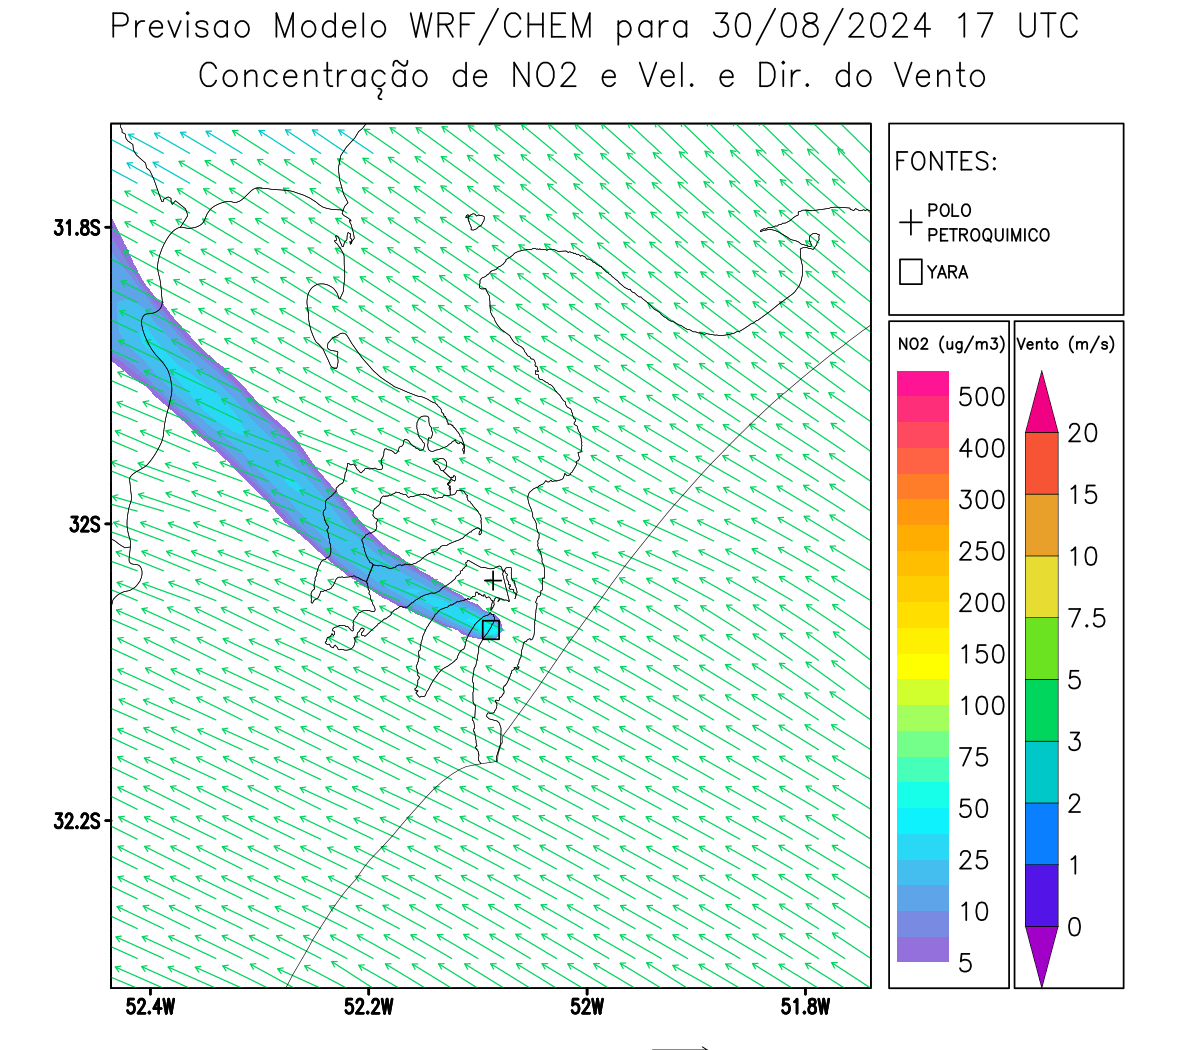 Previsao Modelo WRF/CHEM para 30/08/2024 17 UTC
Concentração de NO2 e Vel. e Dir. do Vento
FONTES:
POLO
PETROQUIMICO
YARA
31.8S
32S
32.2S
52.4W
52.2W
52W
51.8W
NO2 (ug/m3)
500
400
300
250
200
150
100
75
50
25
10
5
Vento (m/s)
20
15
10
7.5
5
3
2
1
0